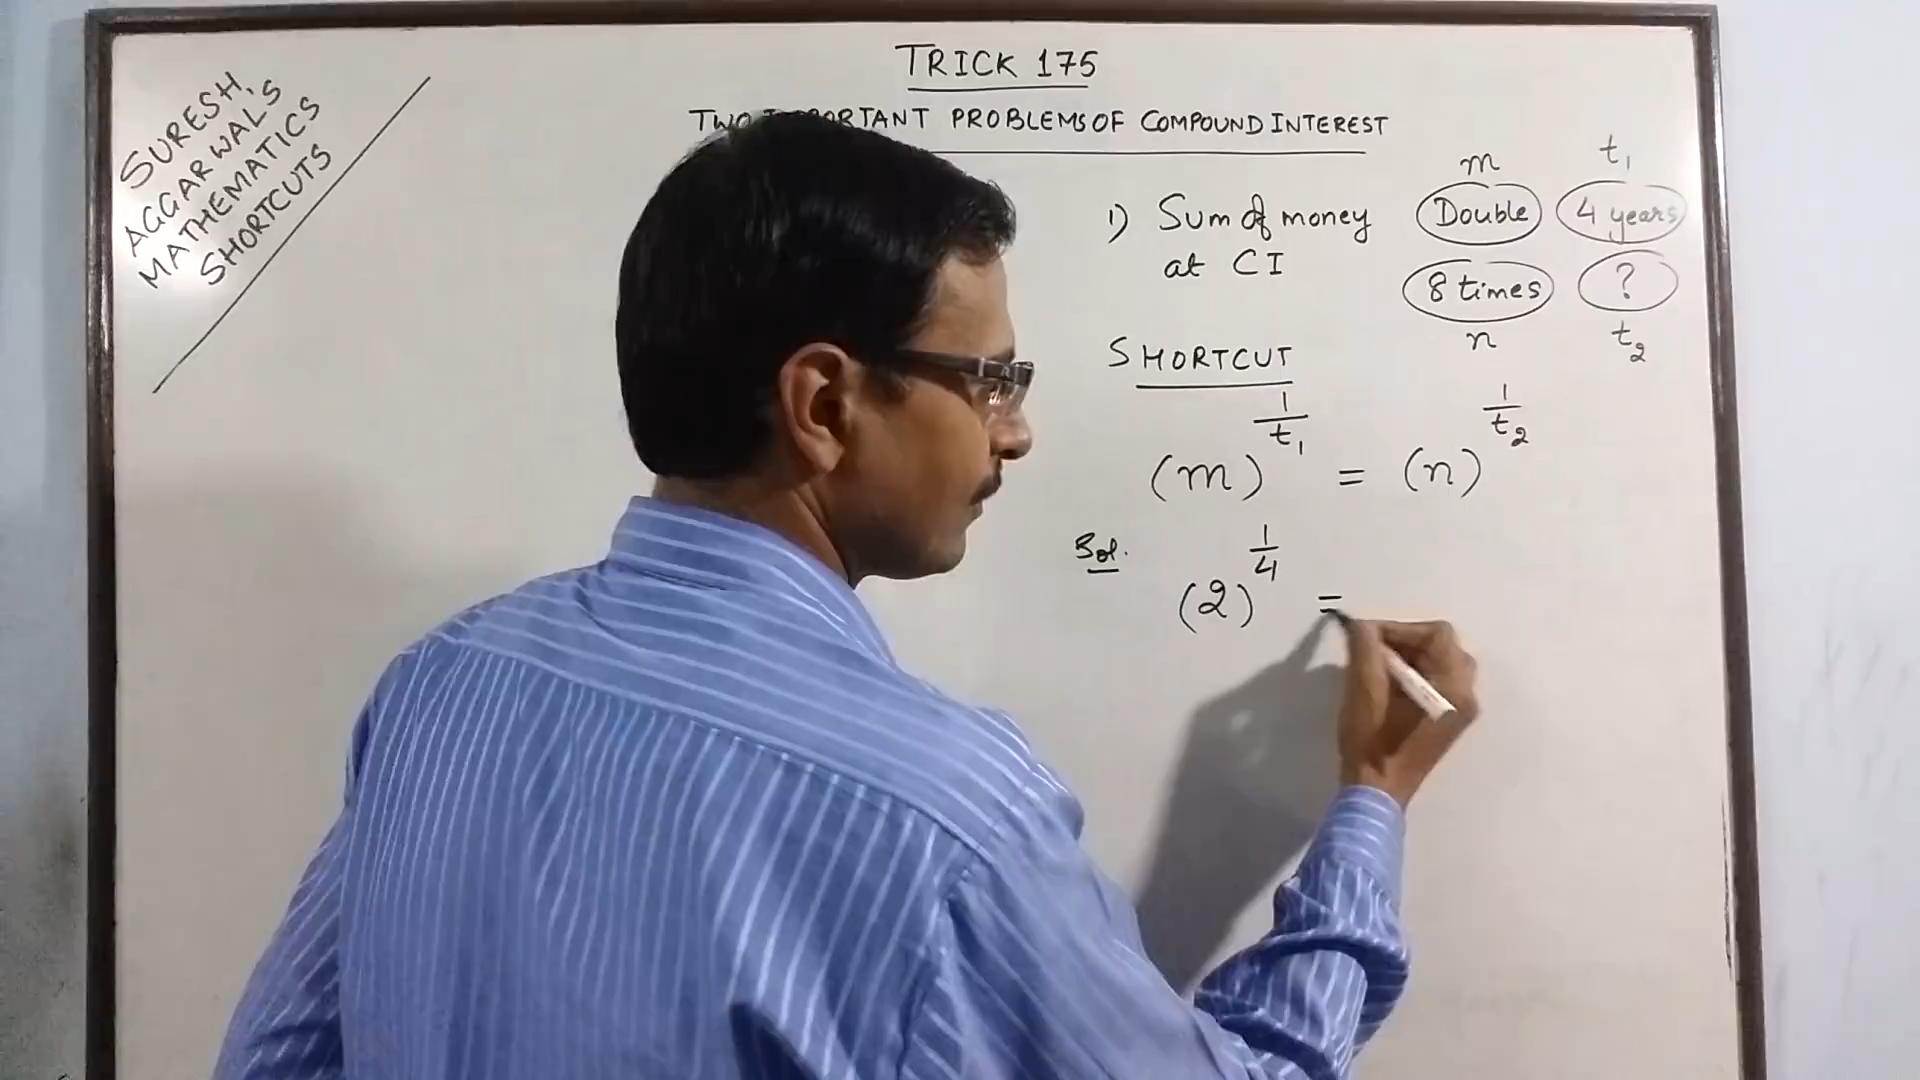 SURESH
AGGARWAL'S
MATHEMATICS
SHORTCUTS
TRICK 175
TWO IMPORTANT PROBLEMS OF COMPOUND INTEREST
m t₁
1) Sum of money Double 4 years
at CI 8 times ?
n t₂
SHORTCUT
(m)^(1/t₁) = (n)^(1/t₂)
Sol.
(2)^(1/4) =